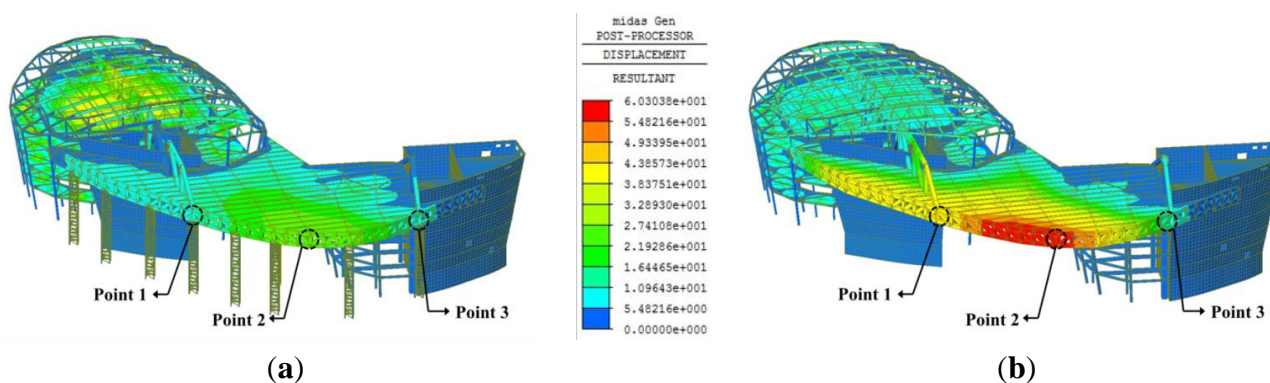 midas Gen
POST-PROCESSOR
DISPLACEMENT
RESULTANT
6.03038e+001
5.48216e+001
4.93395e+001
4.38573e+001
3.83751e+001
3.28930e+001
2.74108e+001
2.19286e+001
1.64465e+001
1.09643e+001
5.48216e+000
0.00000e+000
Point 1
Point 2
Point 3
Point 1
Point 2
Point 3
(a)
(b)